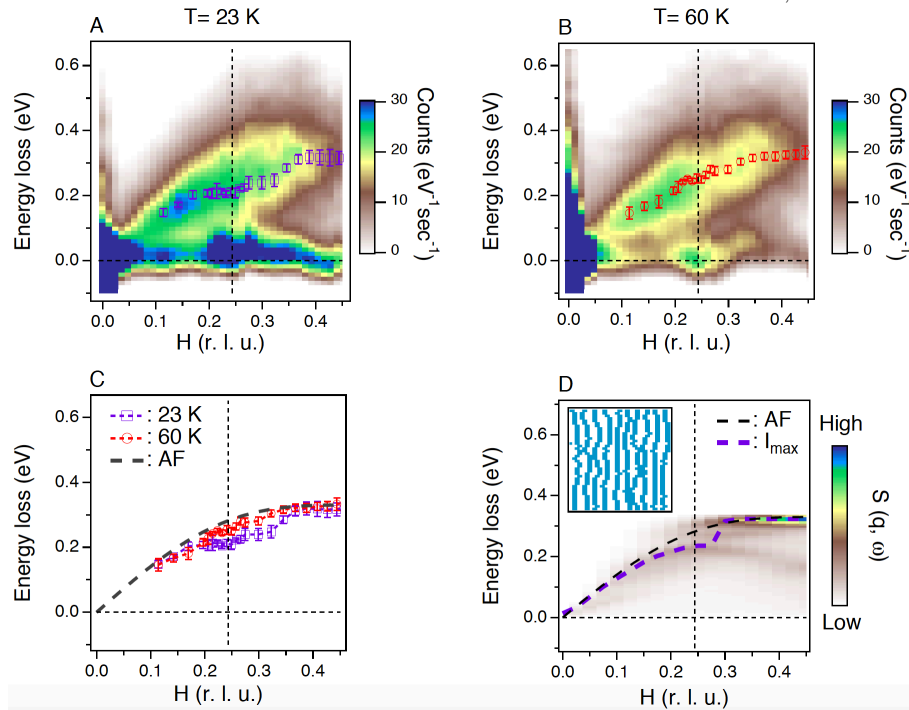 T= 23 K
T= 60 K
A
B
0.6
0.4
0.2
0.0
Energy loss (eV)
0.0 0.1 0.2 0.3 0.4
H (r. l. u.)
30
20
10
0
Counts (eV⁻¹ sec⁻¹)
0.6
0.4
0.2
0.0
Energy loss (eV)
0.0 0.1 0.2 0.3 0.4
H (r. l. u.)
30
20
10
0
Counts (eV⁻¹ sec⁻¹)
C
: 23 K
: 60 K
: AF
0.6
0.4
0.2
0.0
Energy loss (eV)
0.0 0.1 0.2 0.3 0.4
H (r. l. u.)
D
: AF
: Imax
0.6
0.4
0.2
0.0
Energy loss (eV)
0.0 0.1 0.2 0.3 0.4
H (r. l. u.)
High
S (q, ω)
Low